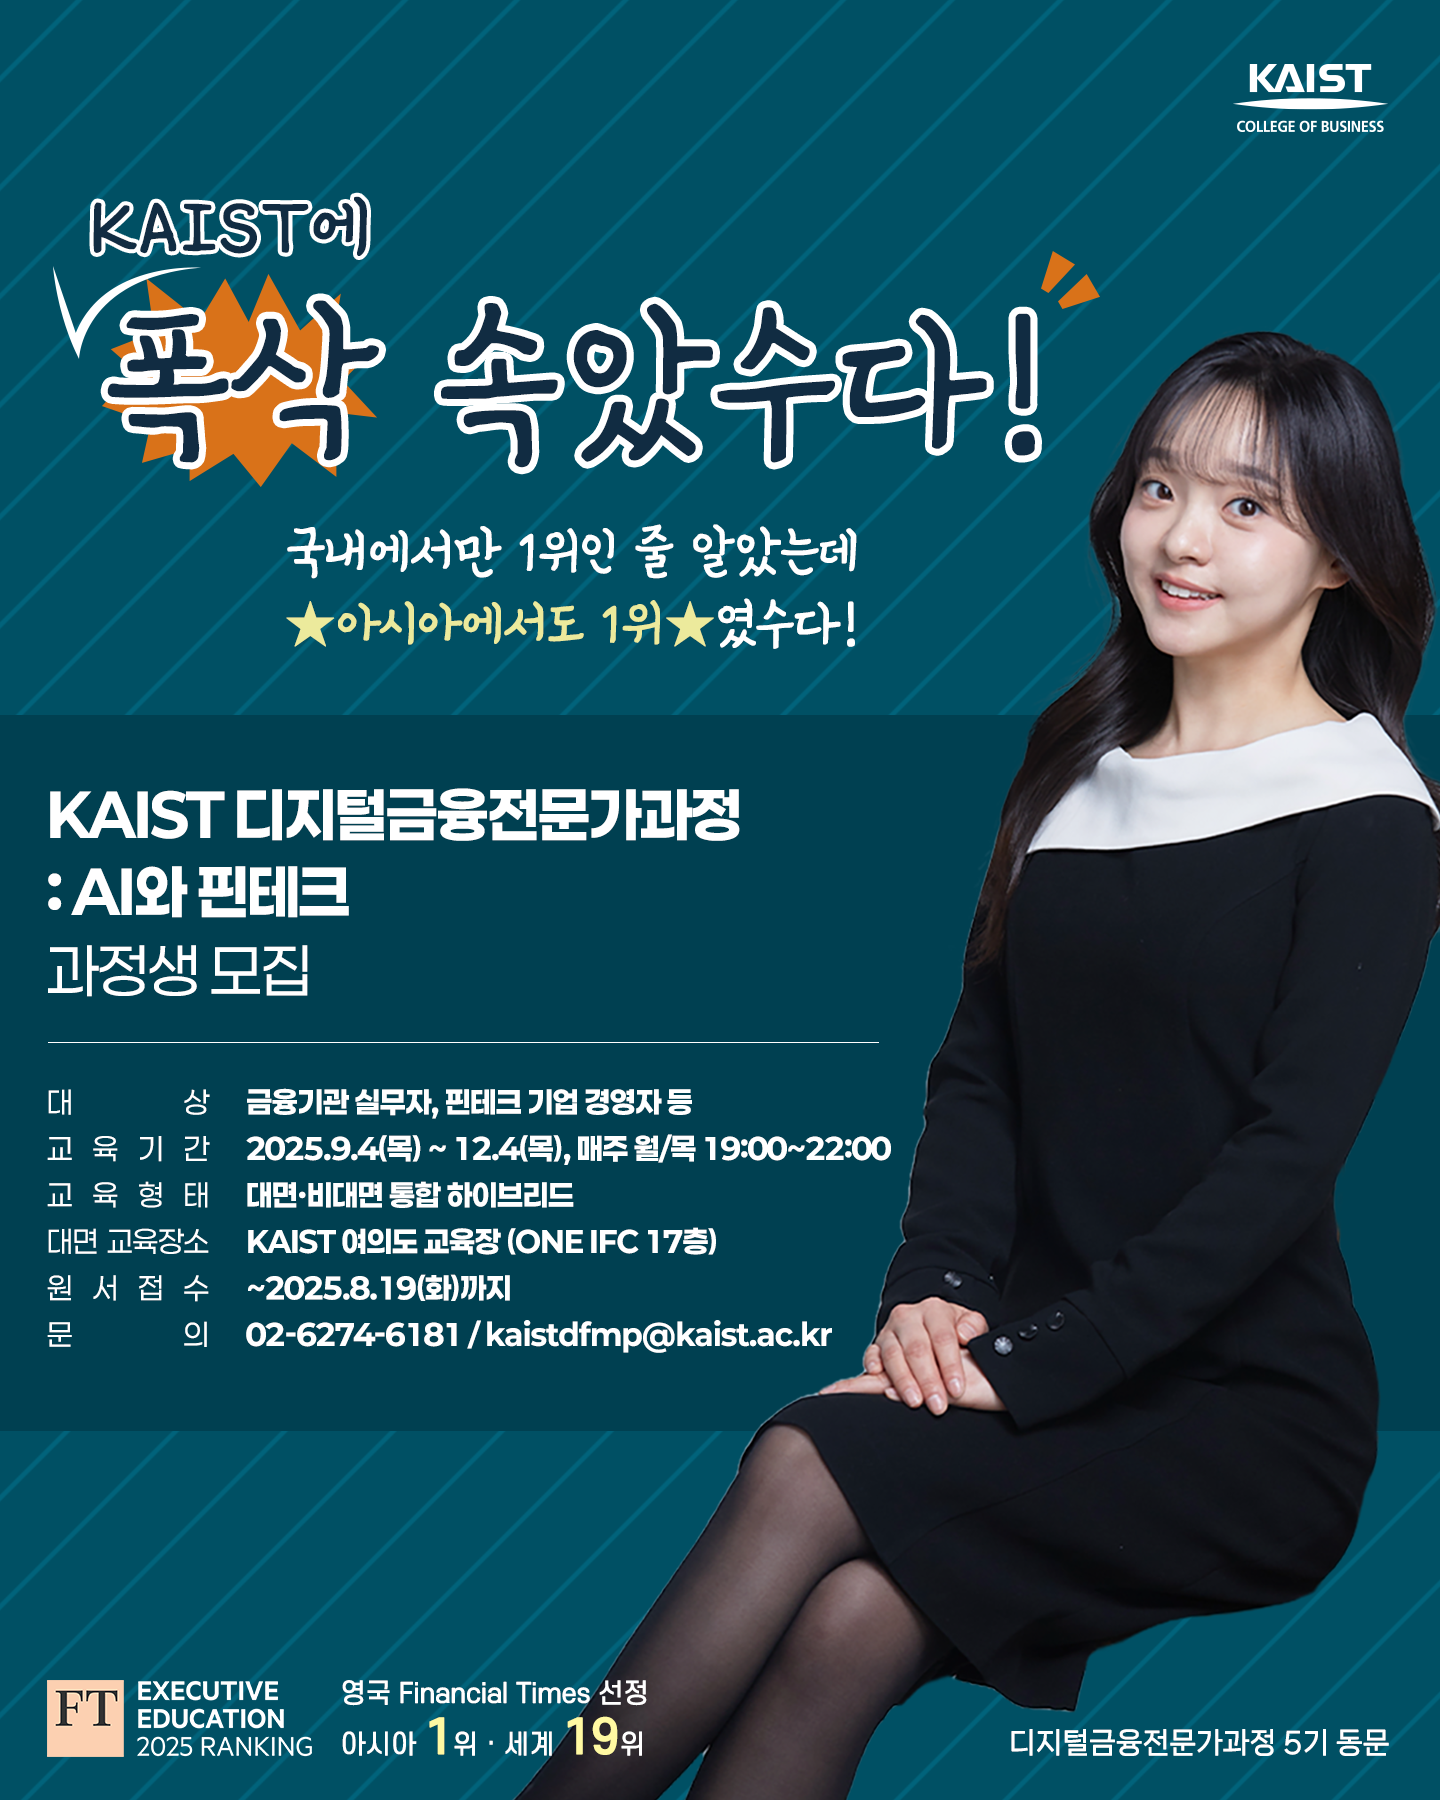 KAIST
COLLEGE OF BUSINESS
KAIST에
폭삭 속았수다!
국내에서만 1위인 줄 알았는데
★아시아에서도 1위★였수다!
KAIST 디지털금융전문가과정
: AI와 핀테크
과정생 모집
대 상 금융기관 실무자, 핀테크 기업 경영자 등
교 육 기 간 2025.9.4(목) ~ 12.4(목), 매주 월/목 19:00~22:00
교 육 형 태 대면·비대면 통합 하이브리드
대면 교육장소 KAIST 여의도 교육장 (ONE IFC 17층)
원 서 접 수 ~2025.8.19(화)까지
문 의 02-6274-6181 / kaistdfmp@kaist.ac.kr
FT
EXECUTIVE
EDUCATION
2025 RANKING
영국 Financial Times 선정
아시아 1위 · 세계 19위
디지털금융전문가과정 5기 동문